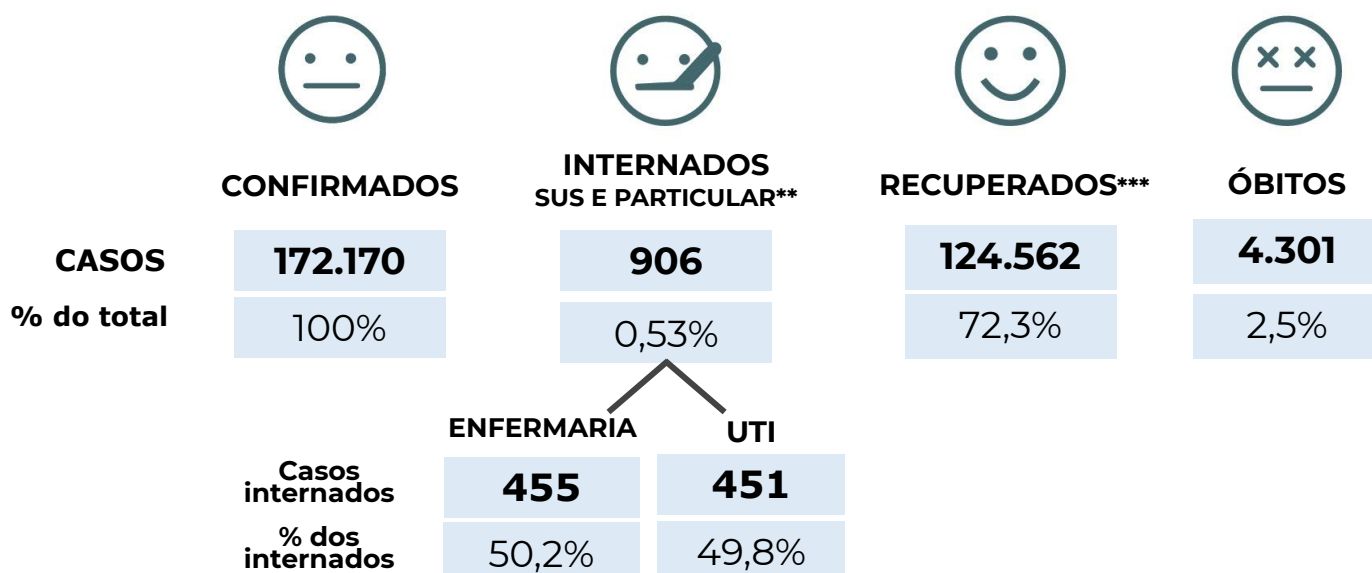 CONFIRMADOS
INTERNADOS
SUS E PARTICULAR**
RECUPERADOS***
ÓBITOS
CASOS 172.170 906 124.562 4.301
% do total 100% 0,53% 72,3% 2,5%
ENFERMARIA UTI
Casos
internados 455 451
% dos
internados 50,2% 49,8%